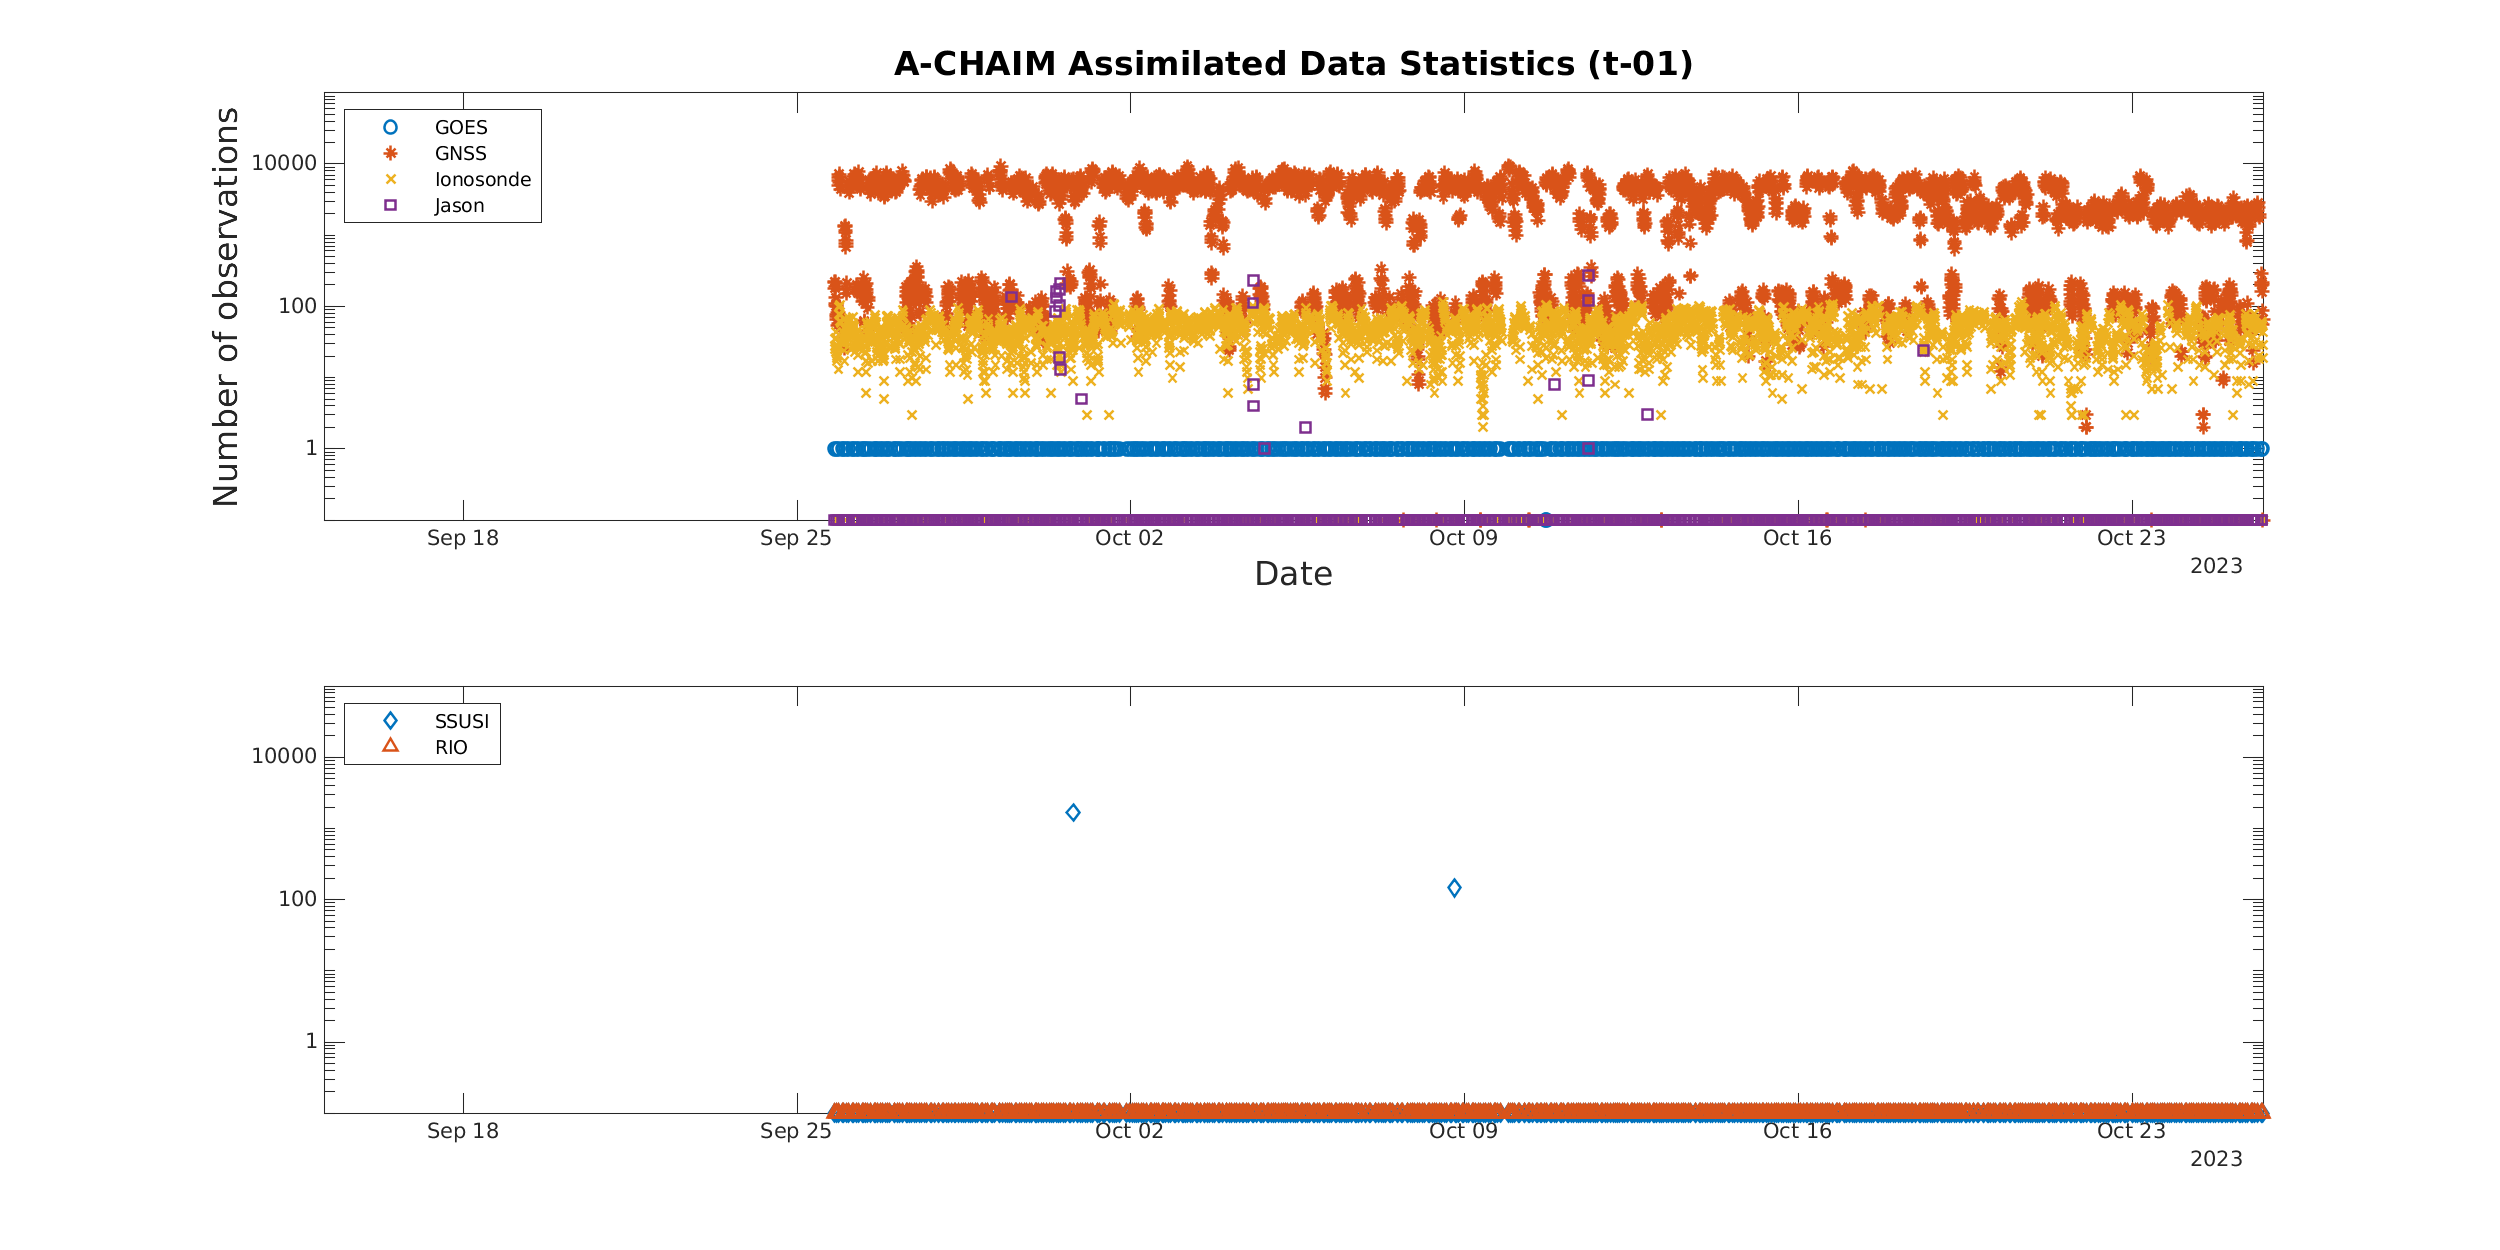 A-CHAIM Assimilated Data Statistics (t-01)
Number of observations
10000
100
1
GOES
GNSS
Ionosonde
Jason
Sep 18
Sep 25
Oct 02
Oct 09
Oct 16
Oct 23
2023
Date
10000
100
1
SSUSI
RIO
Sep 18
Sep 25
Oct 02
Oct 09
Oct 16
Oct 23
2023